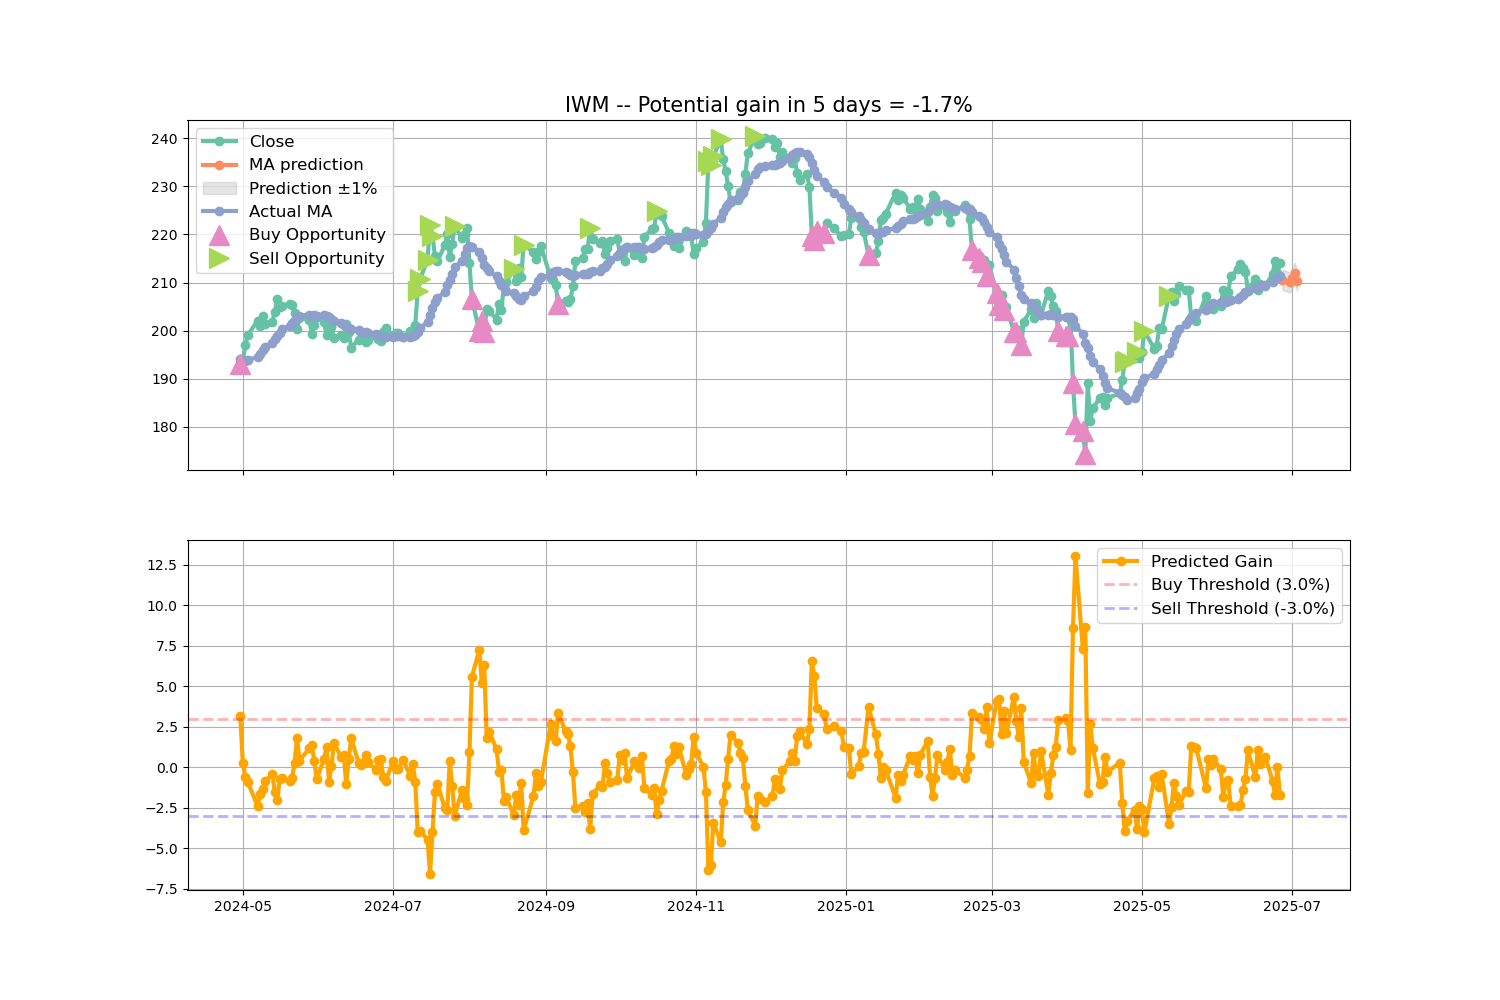 IWM -- Potential gain in 5 days = -1.7%
240
230
220
210
200
190
180
Close
MA prediction
Prediction ±1%
Actual MA
Buy Opportunity
Sell Opportunity
12.5
10.0
7.5
5.0
2.5
0.0
−2.5
−5.0
−7.5
Predicted Gain
Buy Threshold (3.0%)
Sell Threshold (-3.0%)
2024-05 2024-07 2024-09 2024-11 2025-01 2025-03 2025-05 2025-07